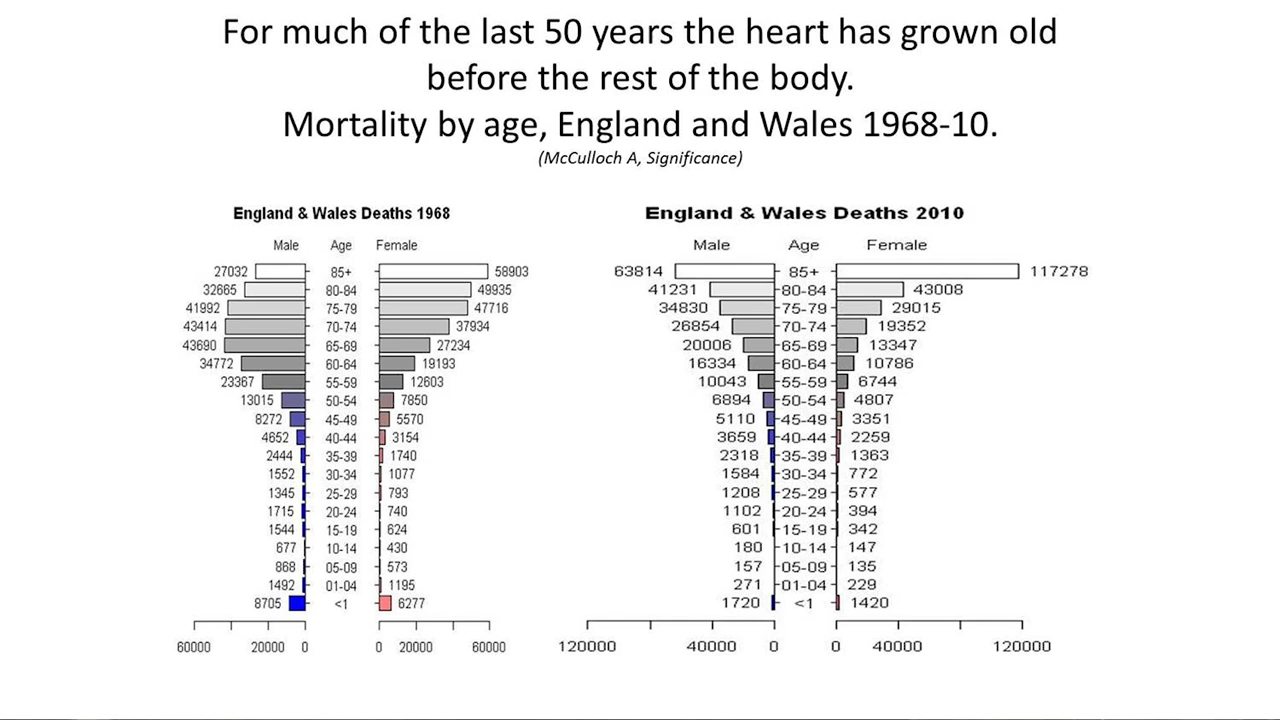 For much of the last 50 years the heart has grown old
before the rest of the body.
Mortality by age, England and Wales 1968-10.
(McCulloch A, Significance)
England & Wales Deaths 1968
Male Age Female
27032 85+ 58903
32665 80-84 49935
41992 75-79 47716
43414 70-74 37934
43690 65-69 27234
34772 60-64 19193
23367 55-59 12603
13015 50-54 7850
8272 45-49 5570
4652 40-44 3154
2444 35-39 1740
1552 30-34 1077
1345 25-29 793
1715 20-24 740
1544 15-19 624
677 10-14 430
868 05-09 573
1492 01-04 1195
8705 <1 6277
60000 20000 0 0 20000 60000
England & Wales Deaths 2010
Male Age Female
63814 85+ 117278
41231 80-84 43008
34830 75-79 29015
26854 70-74 19352
20006 65-69 13347
16334 60-64 10786
10043 55-59 6744
6894 50-54 4807
5110 45-49 3351
3659 40-44 2259
2318 35-39 1363
1584 30-34 772
1208 25-29 577
1102 20-24 394
601 15-19 342
180 10-14 147
157 05-09 135
271 01-04 229
1720 <1 1420
120000 40000 0 0 40000 120000